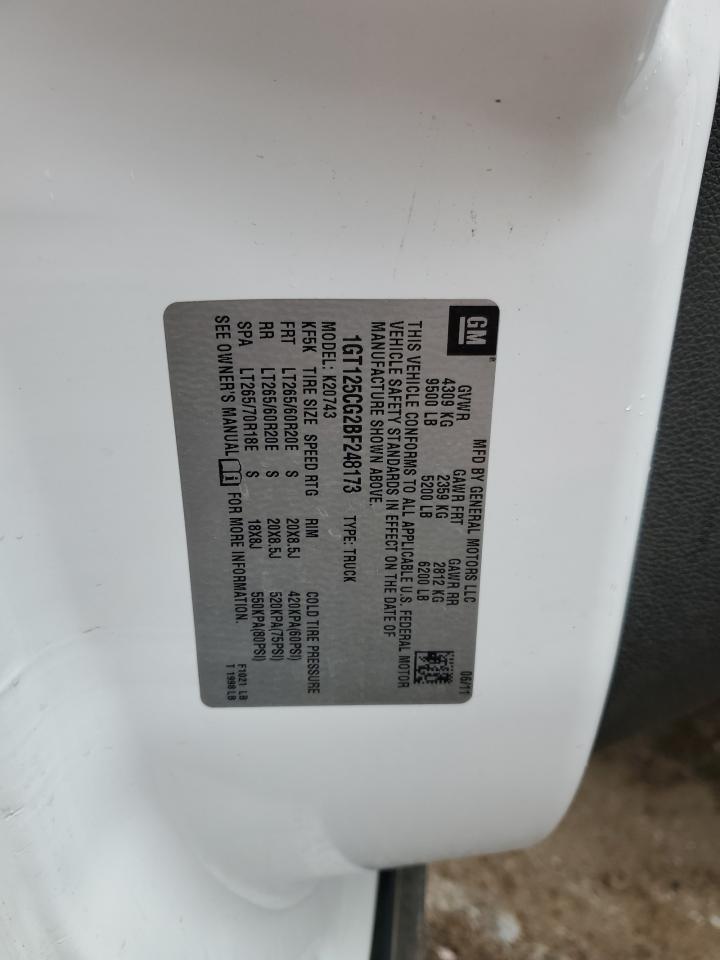 GM
MFD BY GENERAL MOTORS LLC 06/11
GVWR GAWR FRT GAWR RR
4309 KG 2359 KG 2812 KG
9500 LB 5200 LB 6200 LB
THIS VEHICLE CONFORMS TO ALL APPLICABLE U.S. FEDERAL MOTOR
VEHICLE SAFETY STANDARDS IN EFFECT ON THE DATE OF
MANUFACTURE SHOWN ABOVE.
1GT125CG2BF248173 TYPE: TRUCK
MODEL: K20743
KF5K TIRE SIZE SPEED RTG RIM COLD TIRE PRESSURE
FRT LT265/60R20E S 20X8.5J 420KPA(60PSI)
RR LT265/60R20E S 20X8.5J 520KPA(75PSI)
SPA LT265/70R18E S 18X8J 550KPA(80PSI)
SEE OWNER'S MANUAL FOR MORE INFORMATION.
F1021 LB
T 1998 LB